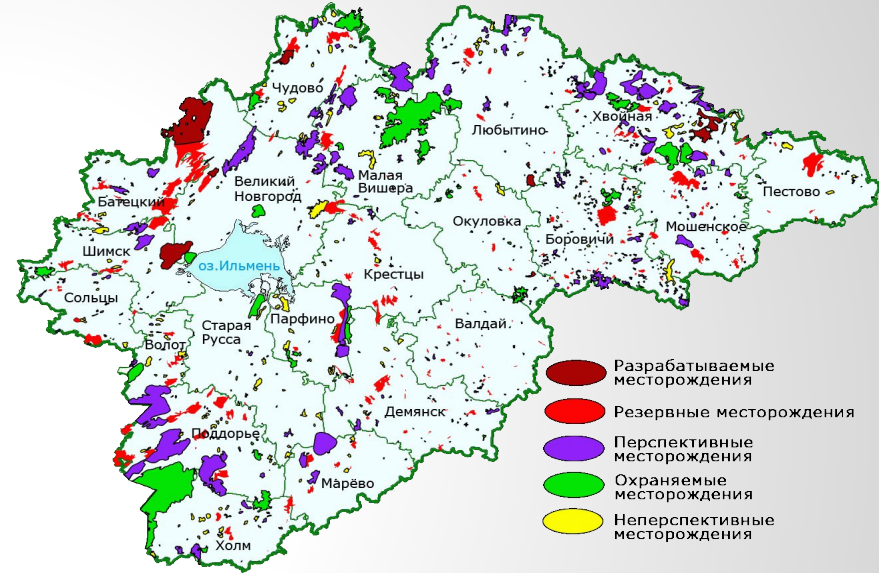 Чудово
Любытино
Хвойная
Малая
Вишера
Великий
Новгород
Батецкий
Пестово
Окуловка
Мошенское
Боровичи
Шимск
оз.Ильмень
Крестцы
Сольцы
Старая
Русса
Парфино
Валдай
Волот
Демянск
Поддорье
Марёво
Холм
Разрабатываемые
месторождения
Резервные месторождения
Перспективные
месторождения
Охраняемые
месторождения
Неперспективные
месторождения